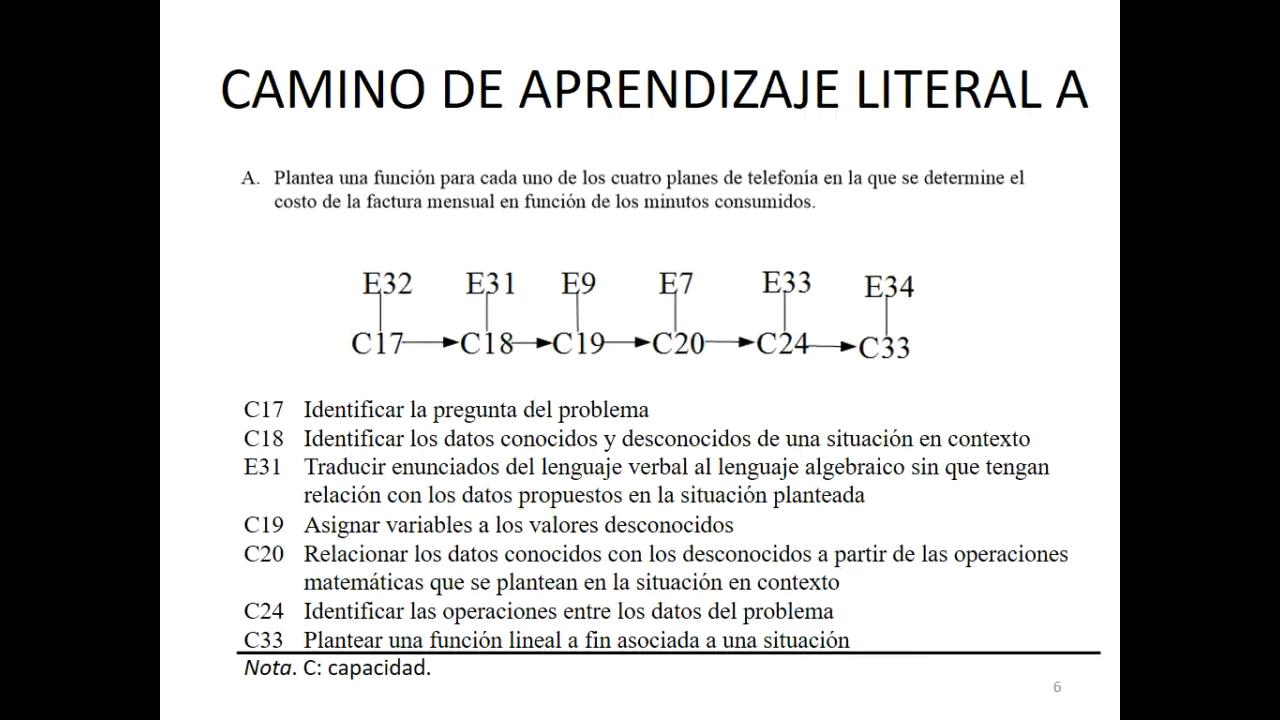 CAMINO DE APRENDIZAJE LITERAL A
A. Plantea una función para cada uno de los cuatro planes de telefonía en la que se determine el
costo de la factura mensual en función de los minutos consumidos.
E32 E31 E9 E7 E33 E34
C17 C18 C19 C20 C24 C33
C17 Identificar la pregunta del problema
C18 Identificar los datos conocidos y desconocidos de una situación en contexto
E31 Traducir enunciados del lenguaje verbal al lenguaje algebraico sin que tengan
relación con los datos propuestos en la situación planteada
C19 Asignar variables a los valores desconocidos
C20 Relacionar los datos conocidos con los desconocidos a partir de las operaciones
matemáticas que se plantean en la situación en contexto
C24 Identificar las operaciones entre los datos del problema
C33 Plantear una función lineal a fin asociada a una situación
Nota. C: capacidad.
6